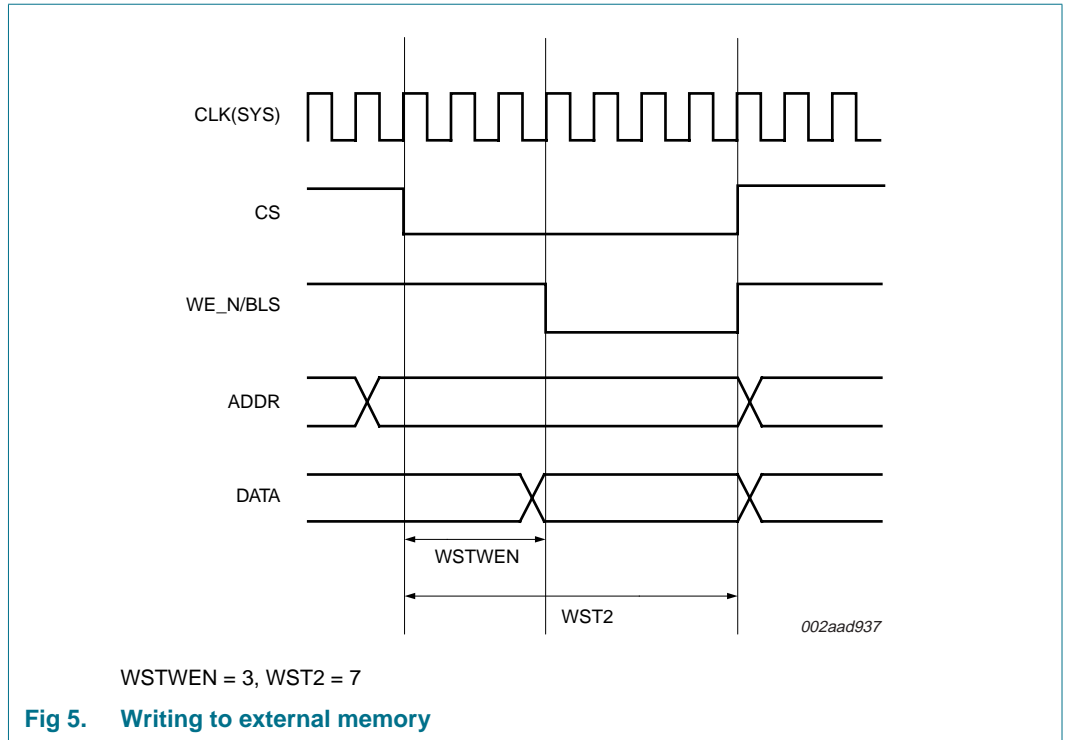 CLK(SYS)
CS
WE_N/BLS
ADDR
DATA
WSTWEN
WST2
002aad937
WSTWEN = 3, WST2 = 7
Fig 5. Writing to external memory